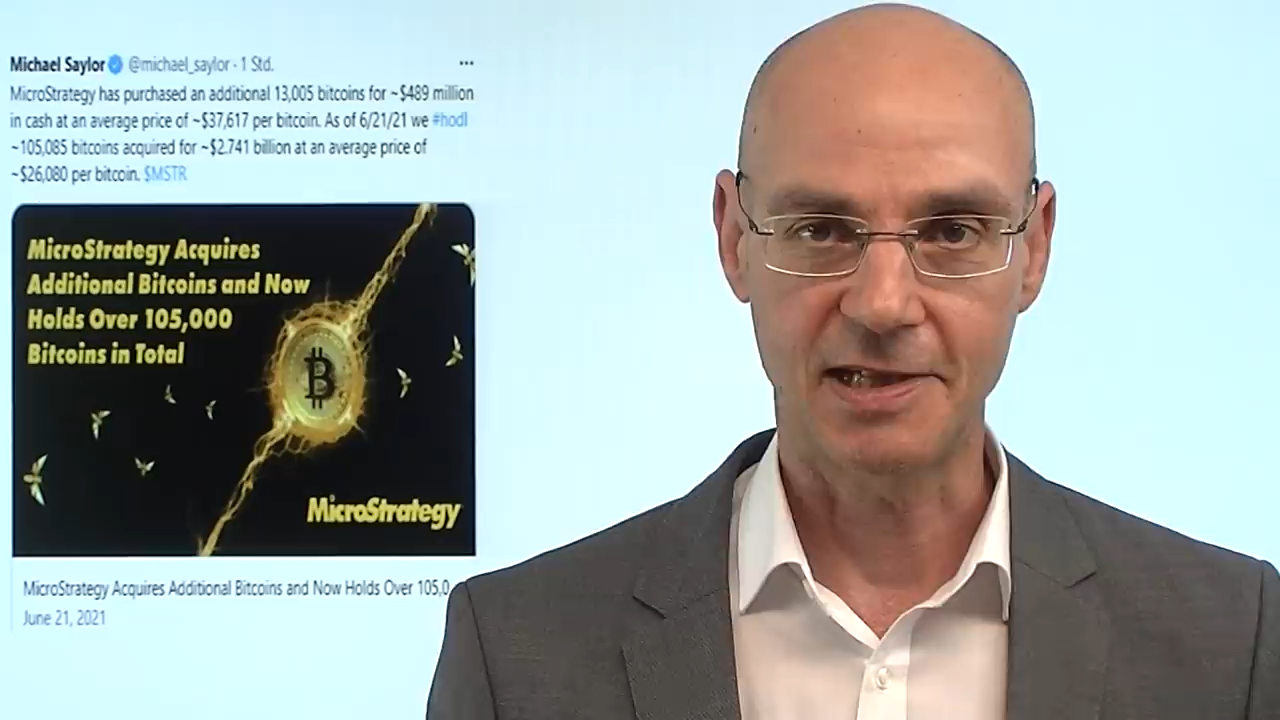 Michael Saylor @michael_saylor · 1 Std.
MicroStrategy has purchased an additional 13,005 bitcoins for ~$489 million
in cash at an average price of ~$37,617 per bitcoin. As of 6/21/21 we #hodl
~105,085 bitcoins acquired for ~$2.741 billion at an average price of
~$26,080 per bitcoin. $MSTR
MicroStrategy Acquires
Additional Bitcoins and Now
Holds Over 105,000
Bitcoins in Total
MicroStrategy
MicroStrategy Acquires Additional Bitcoins and Now Holds Over 105,0
June 21, 2021